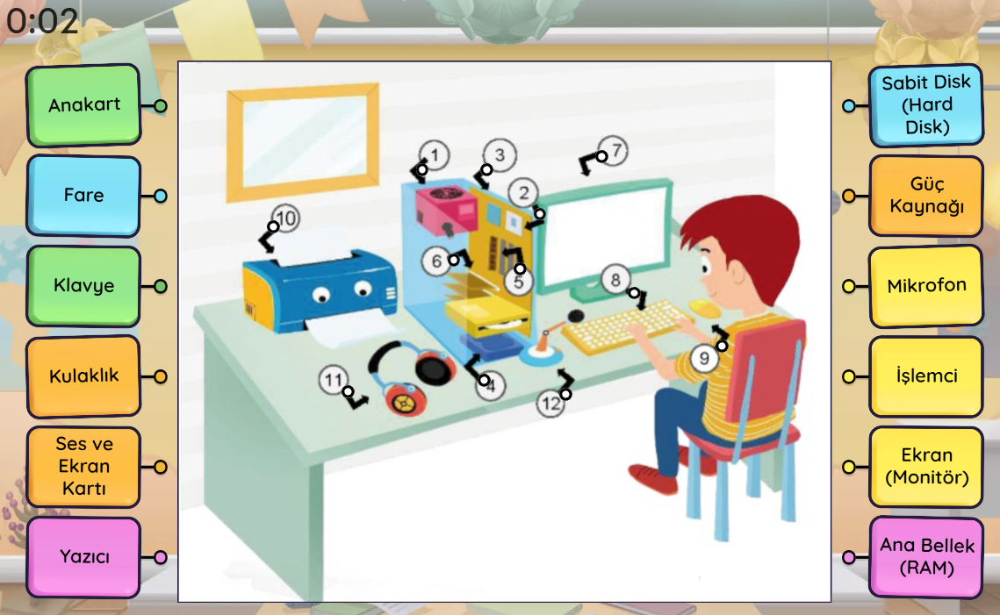 0:02
Anakart
Fare
Klavye
Kulaklık
Ses ve
Ekran
Kartı
Yazıcı
1
3
7
2
10
6
5
8
9
11
4
12
Sabit Disk
(Hard
Disk)
Güç
Kaynağı
Mikrofon
İşlemci
Ekran
(Monitör)
Ana Bellek
(RAM)